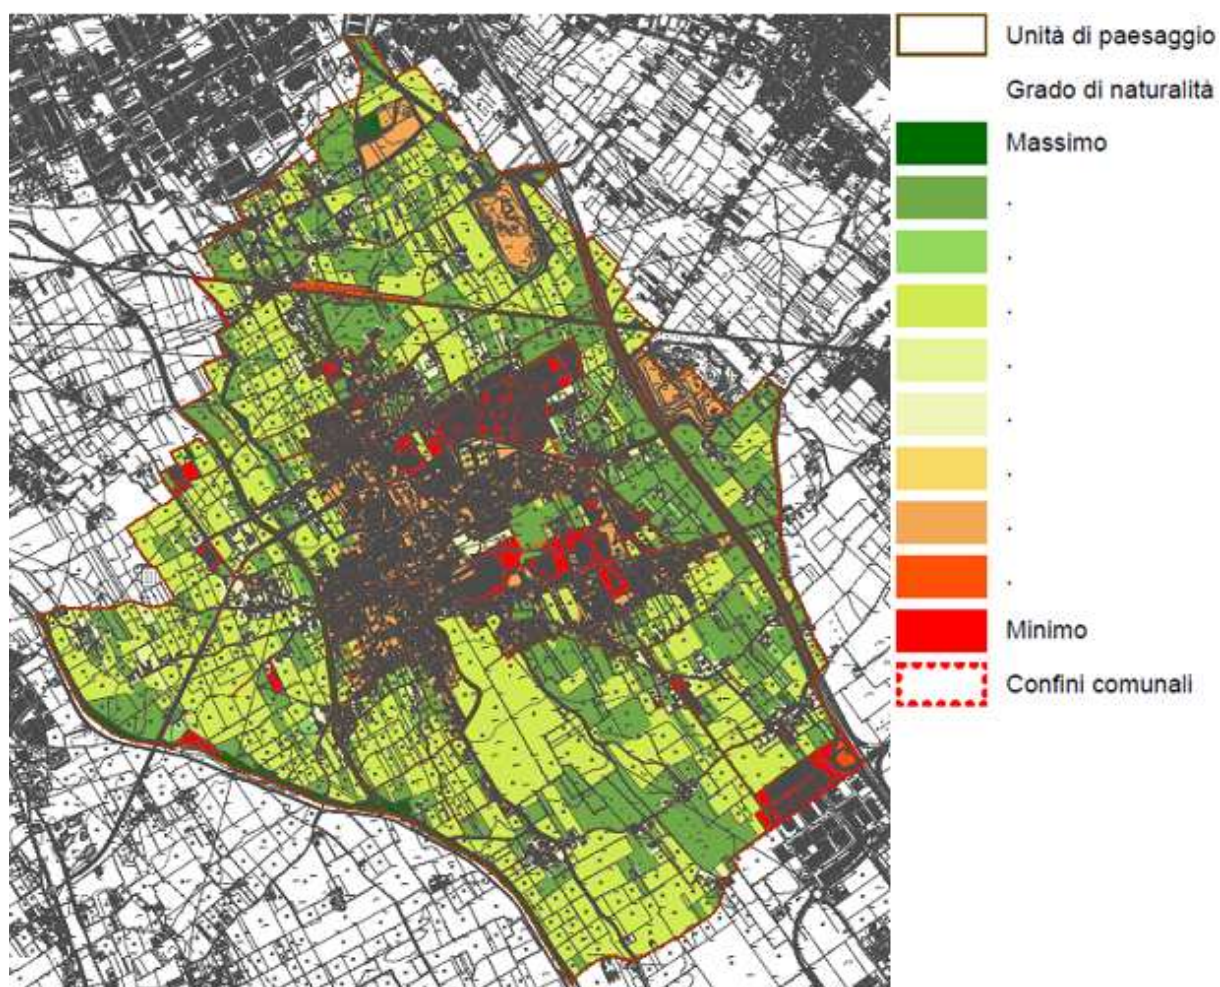 Unità di paesaggio
Grado di naturalità
Massimo
.
.
.
.
.
.
.
.
Minimo
Confini comunali